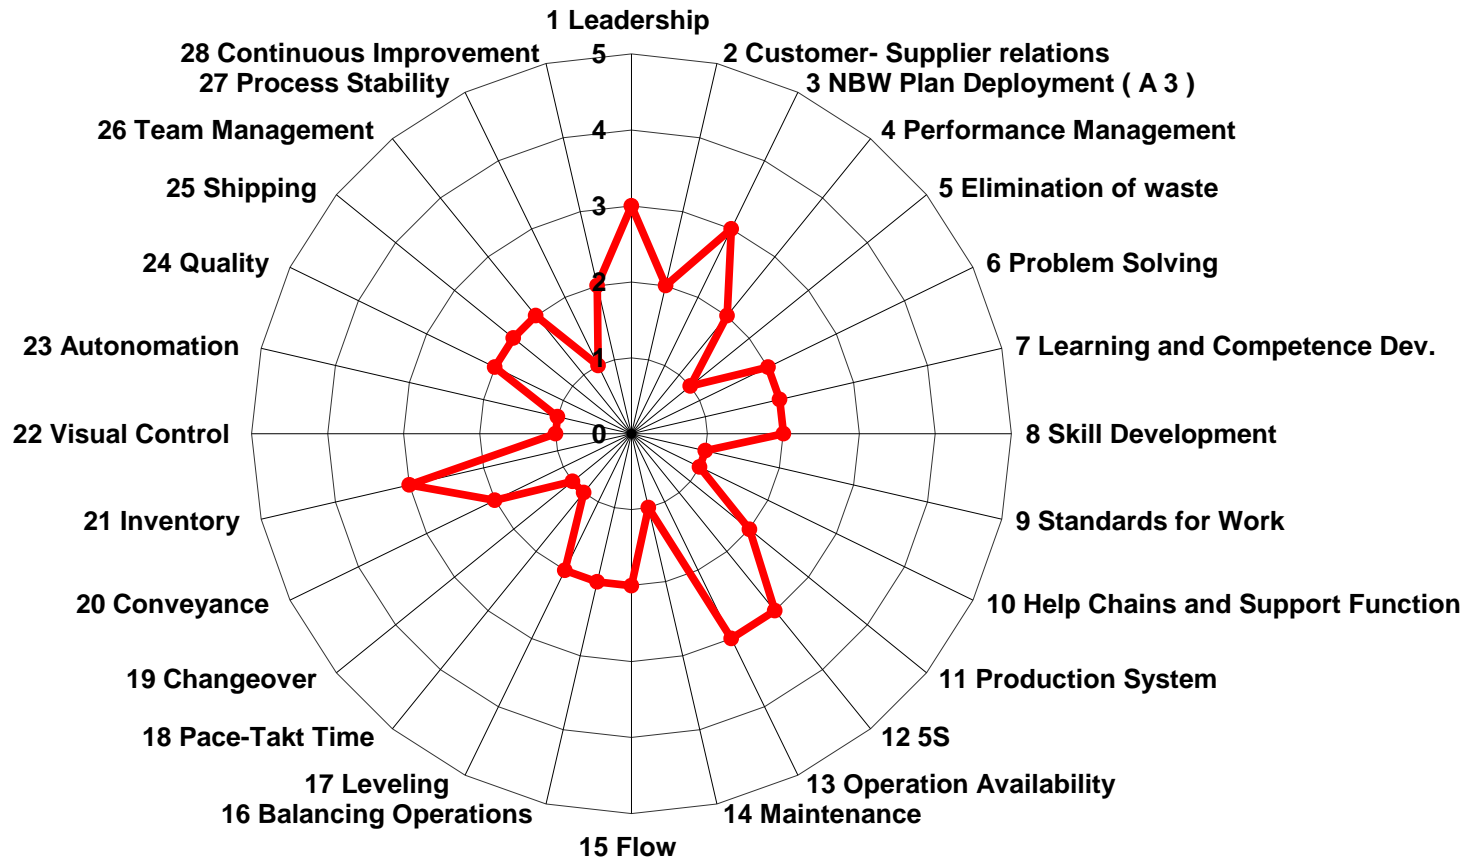 1 Leadership
2 Customer- Supplier relations
3 NBW Plan Deployment ( A 3 )
4 Performance Management
5 Elimination of waste
6 Problem Solving
7 Learning and Competence Dev.
8 Skill Development
9 Standards for Work
10 Help Chains and Support Function
11 Production System
12 5S
13 Operation Availability
14 Maintenance
15 Flow
16 Balancing Operations
17 Leveling
18 Pace-Takt Time
19 Changeover
20 Conveyance
21 Inventory
22 Visual Control
23 Autonomation
24 Quality
25 Shipping
26 Team Management
27 Process Stability
28 Continuous Improvement
5
4
3
2
1
0